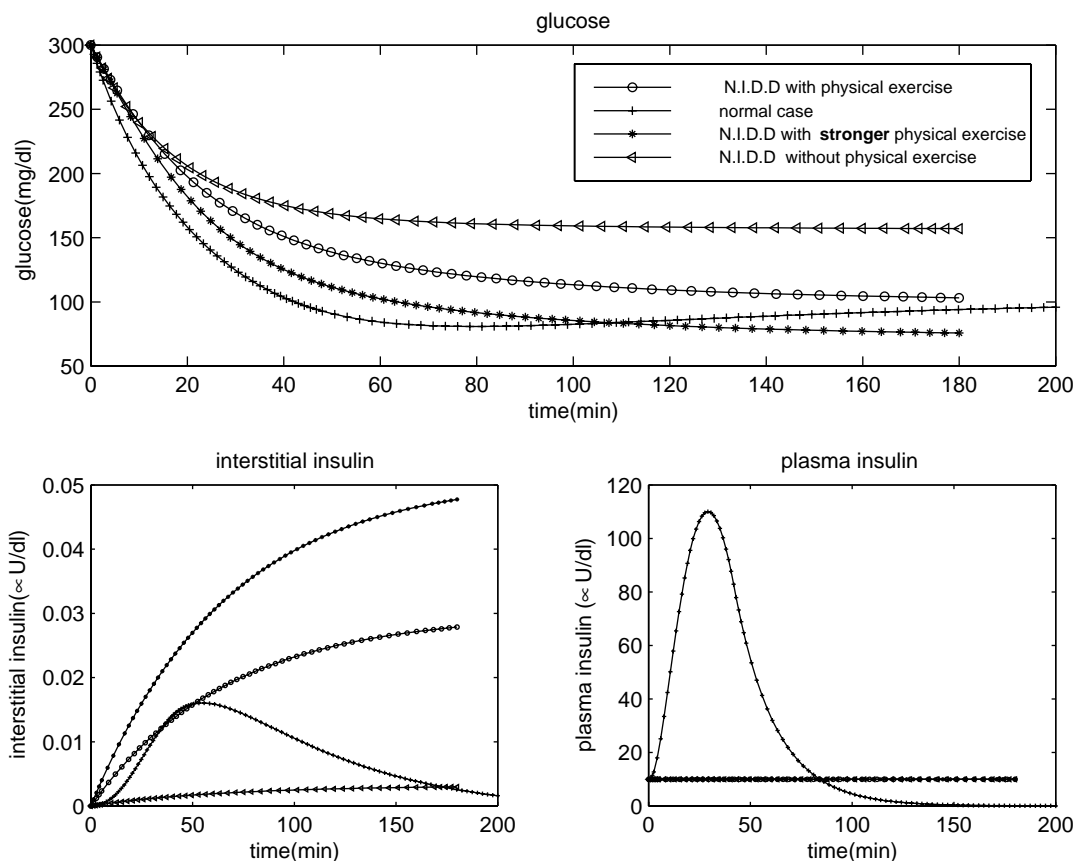 glucose
300
250
200
150
100
50
glucose(mg/dl)
N.I.D.D with physical exercise
normal case
N.I.D.D with stronger physical exercise
N.I.D.D without physical exercise
0 20 40 60 80 100 120 140 160 180 200
time(min)
interstitial insulin
0.05
0.04
0.03
0.02
0.01
0
interstitial insulin(∝ U/dl)
0 50 100 150 200
time(min)
plasma insulin
120
100
80
60
40
20
0
plasma insulin (∝ U/dl)
0 50 100 150 200
time(min)